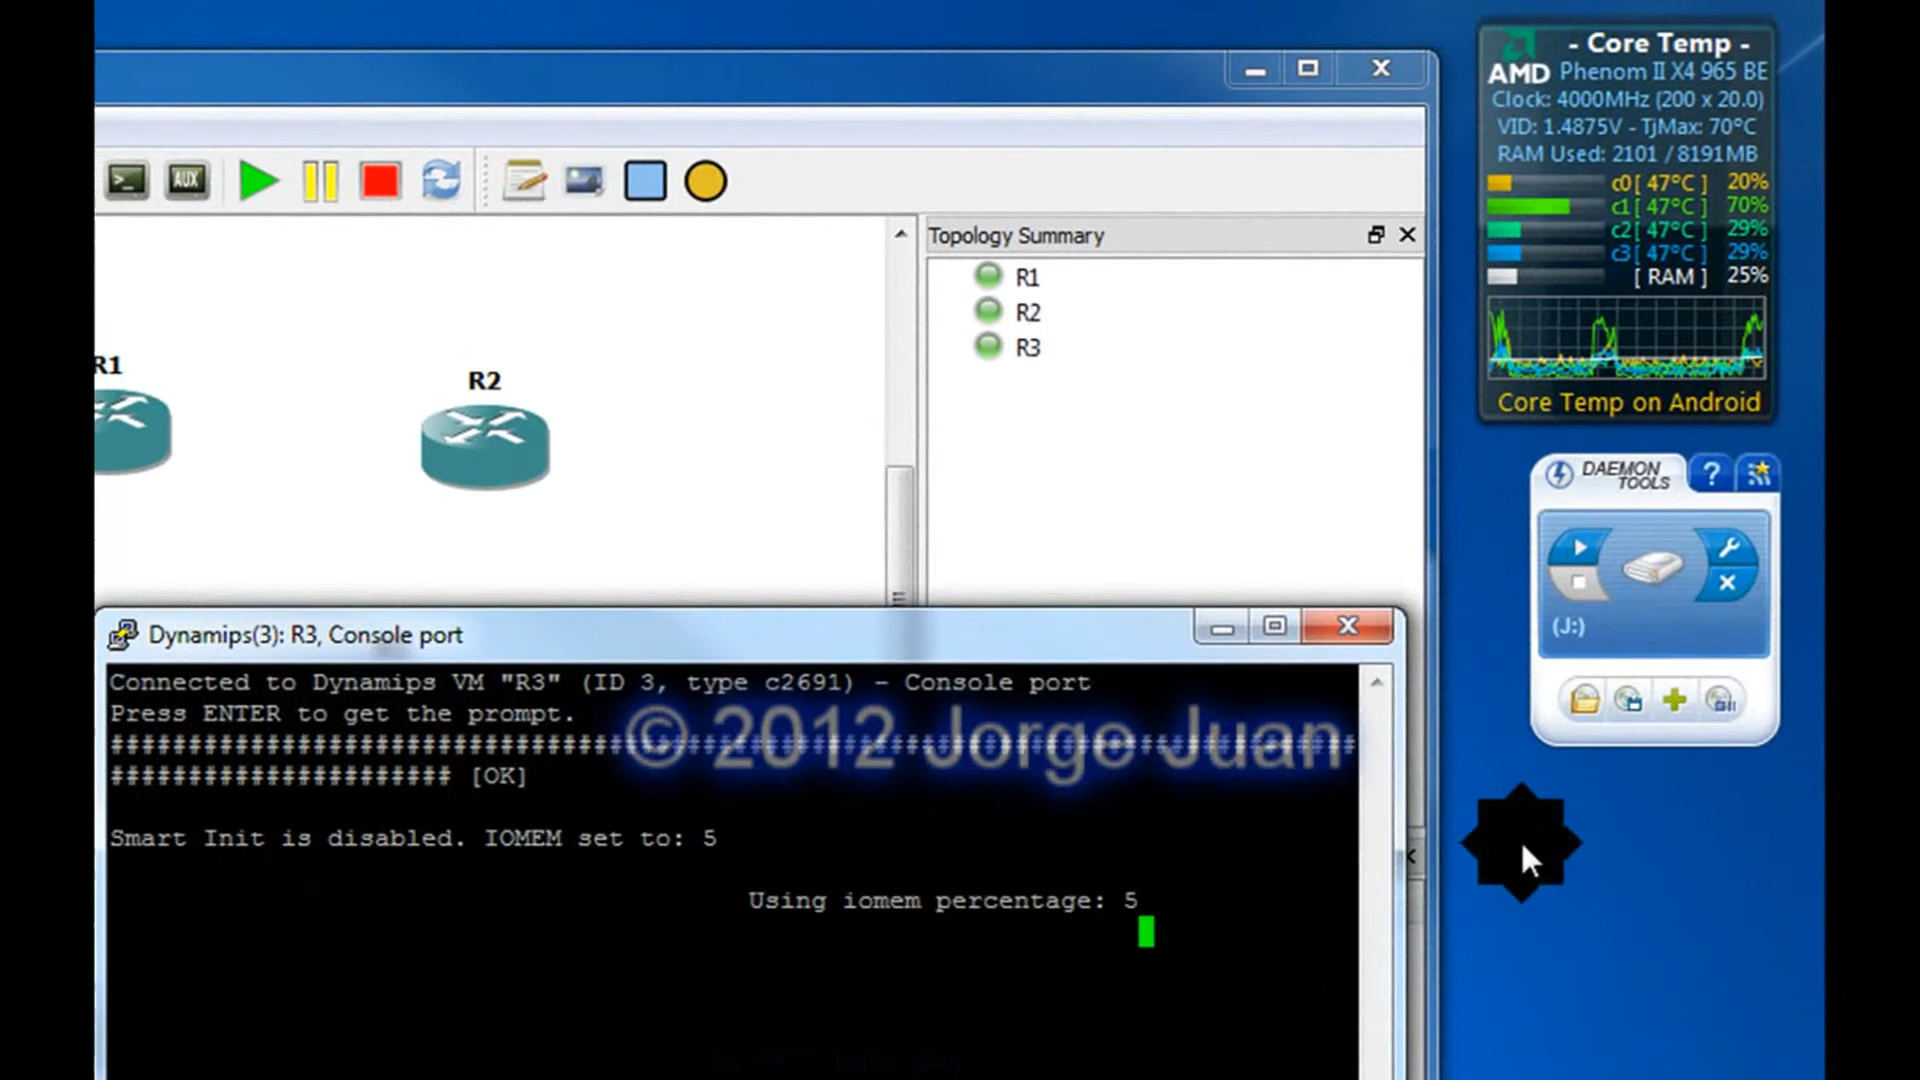 AUX
R1
R2
Topology Summary
R1
R2
R3
- Core Temp -
AMD Phenom II X4 965 BE
Clock: 4000MHz (200 x 20.0)
VID: 1.4875V - TjMax: 70°C
RAM Used: 2101 / 8191MB
c0[ 47°C ] 20%
c1[ 47°C ] 70%
c2[ 47°C ] 29%
c3[ 47°C ] 29%
[ RAM ] 25%
Core Temp on Android
DAEMON
TOOLS
?
(J:)
Dynamips(3): R3, Console port
Connected to Dynamips VM "R3" (ID 3, type c2691) - Console port
Press ENTER to get the prompt.
© 2012 Jorge Juan
################################################################################
###################### [OK]
Smart Init is disabled. IOMEM set to: 5
Using iomem percentage: 5